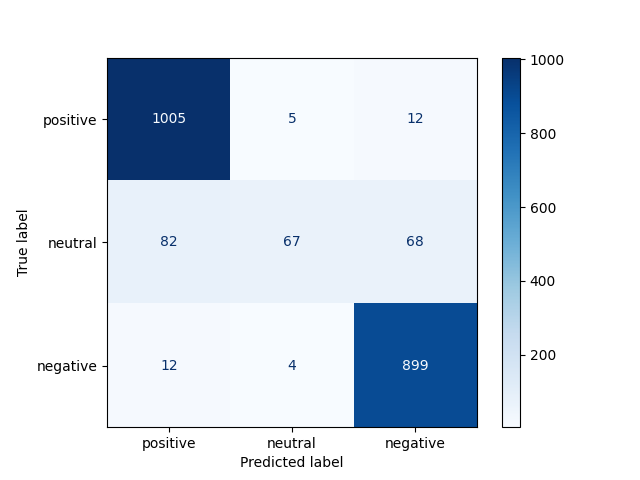 positive 1005 5 12
neutral 82 67 68
negative 12 4 899
positive neutral negative
Predicted label
True label
1000
800
600
400
200